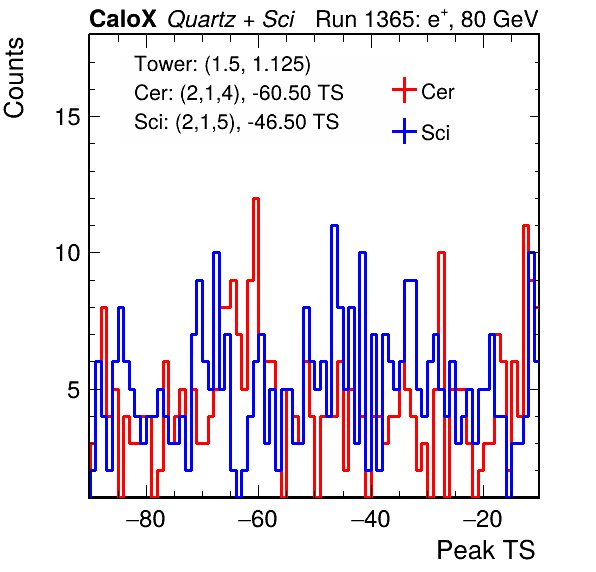 CaloX Quartz + Sci Run 1365: e+, 80 GeV
Counts
Tower: (1.5, 1.125)
Cer: (2,1,4), -60.50 TS
Sci: (2,1,5), -46.50 TS
Cer
Sci
15
10
5
−80 −60 −40 −20
Peak TS